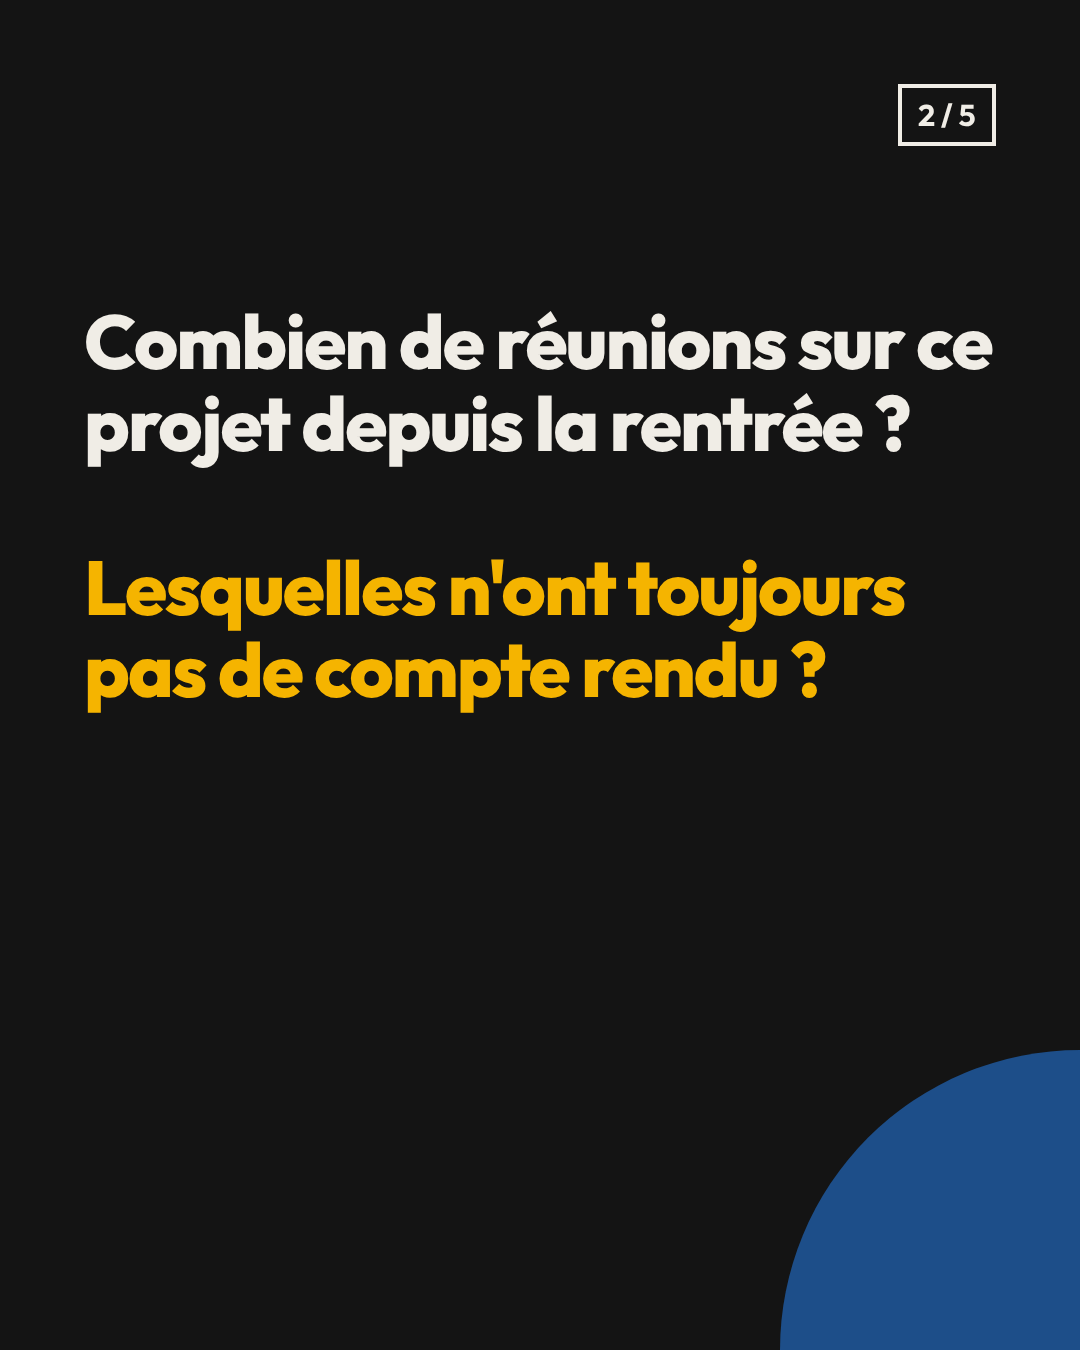 2 / 5
Combien de réunions sur ce
projet depuis la rentrée ?
Lesquelles n'ont toujours
pas de compte rendu ?